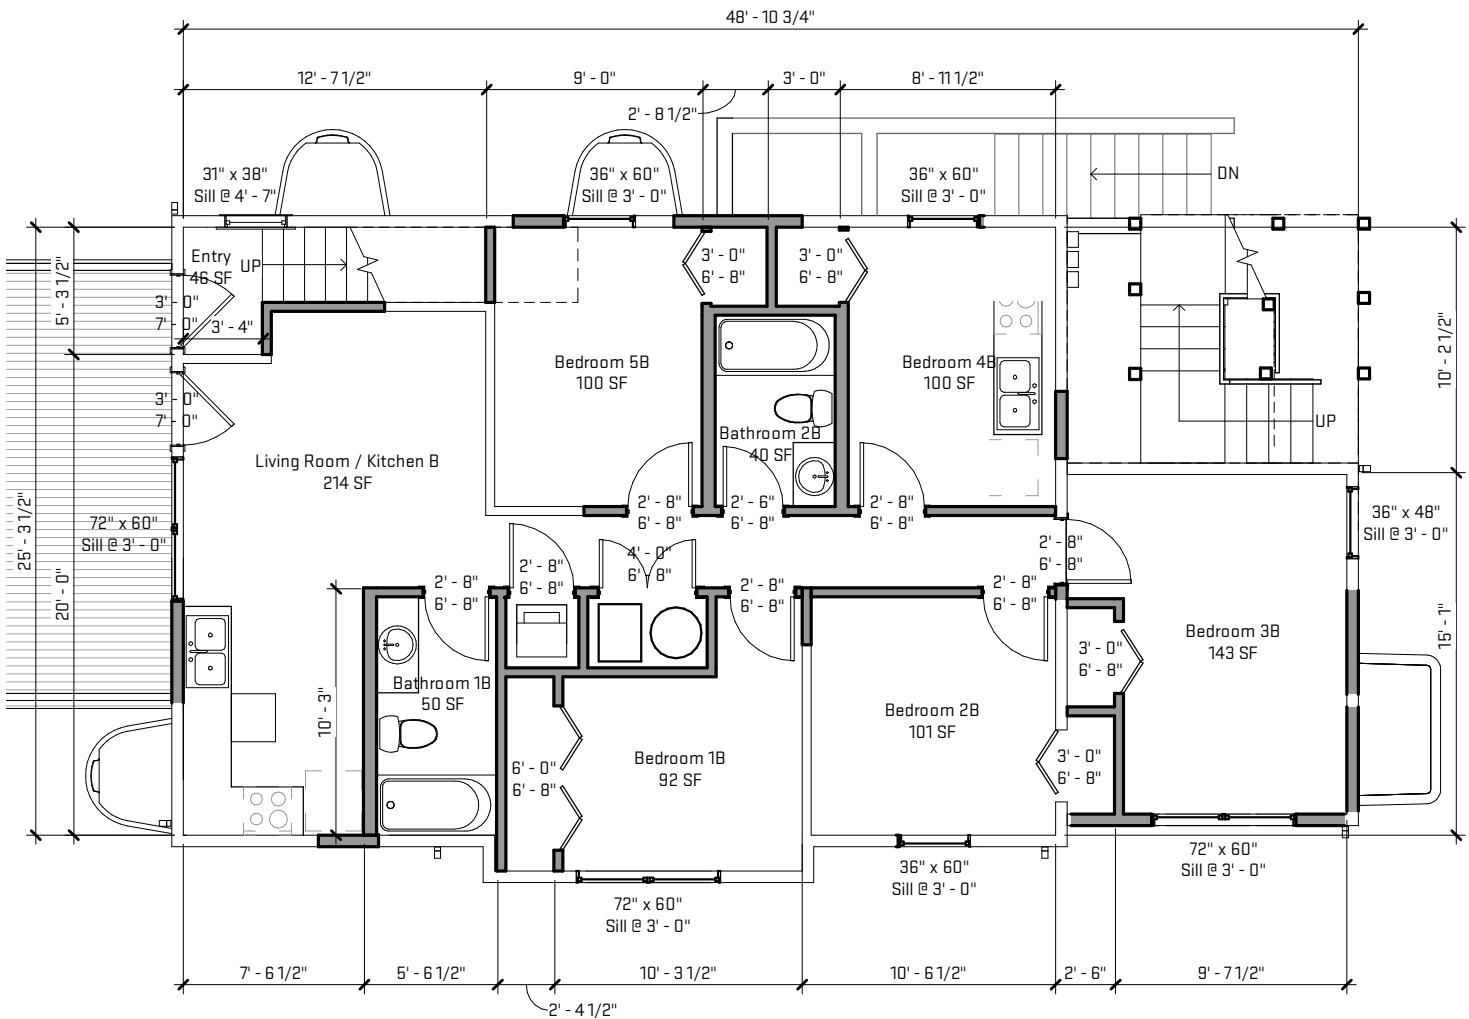 48' - 10 3/4"
12' - 7 1/2"
9' - 0"
3' - 0"
8' - 11 1/2"
2' - 8 1/2"
31" x 38"
Sill @ 4' - 7"
36" x 60"
Sill @ 3' - 0"
36" x 60"
Sill @ 3' - 0"
DN
Entry
46 SF
UP
3' - 0"
6' - 8"
3' - 0"
6' - 8"
5' - 3 1/2"
3' - 0"
7' - 0"
3' - 4"
3' - 0"
7' - 0"
Bedroom 5B
100 SF
Bedroom 4B
100 SF
10' - 2 1/2"
UP
Bathroom 2B
40 SF
Living Room / Kitchen B
214 SF
25' - 3 1/2"
72" x 60"
Sill @ 3' - 0"
20' - 0"
2' - 8"
6' - 8"
2' - 6"
6' - 8"
2' - 8"
6' - 8"
36" x 48"
Sill @ 3' - 0"
2' - 8"
6' - 8"
2' - 8"
6' - 8"
2' - 8"
6' - 8"
4' - 0"
6' - 8"
2' - 8"
6' - 8"
2' - 8"
6' - 8"
Bedroom 3B
143 SF
15' - 1"
3' - 0"
6' - 8"
Bathroom 1B
50 SF
10' - 3"
Bedroom 2B
101 SF
Bedroom 1B
92 SF
6' - 0"
6' - 8"
3' - 0"
6' - 8"
36" x 60"
Sill @ 3' - 0"
72" x 60"
Sill @ 3' - 0"
72" x 60"
Sill @ 3' - 0"
7' - 6 1/2"
5' - 6 1/2"
10' - 3 1/2"
10' - 6 1/2"
2' - 6"
9' - 7 1/2"
2' - 4 1/2"